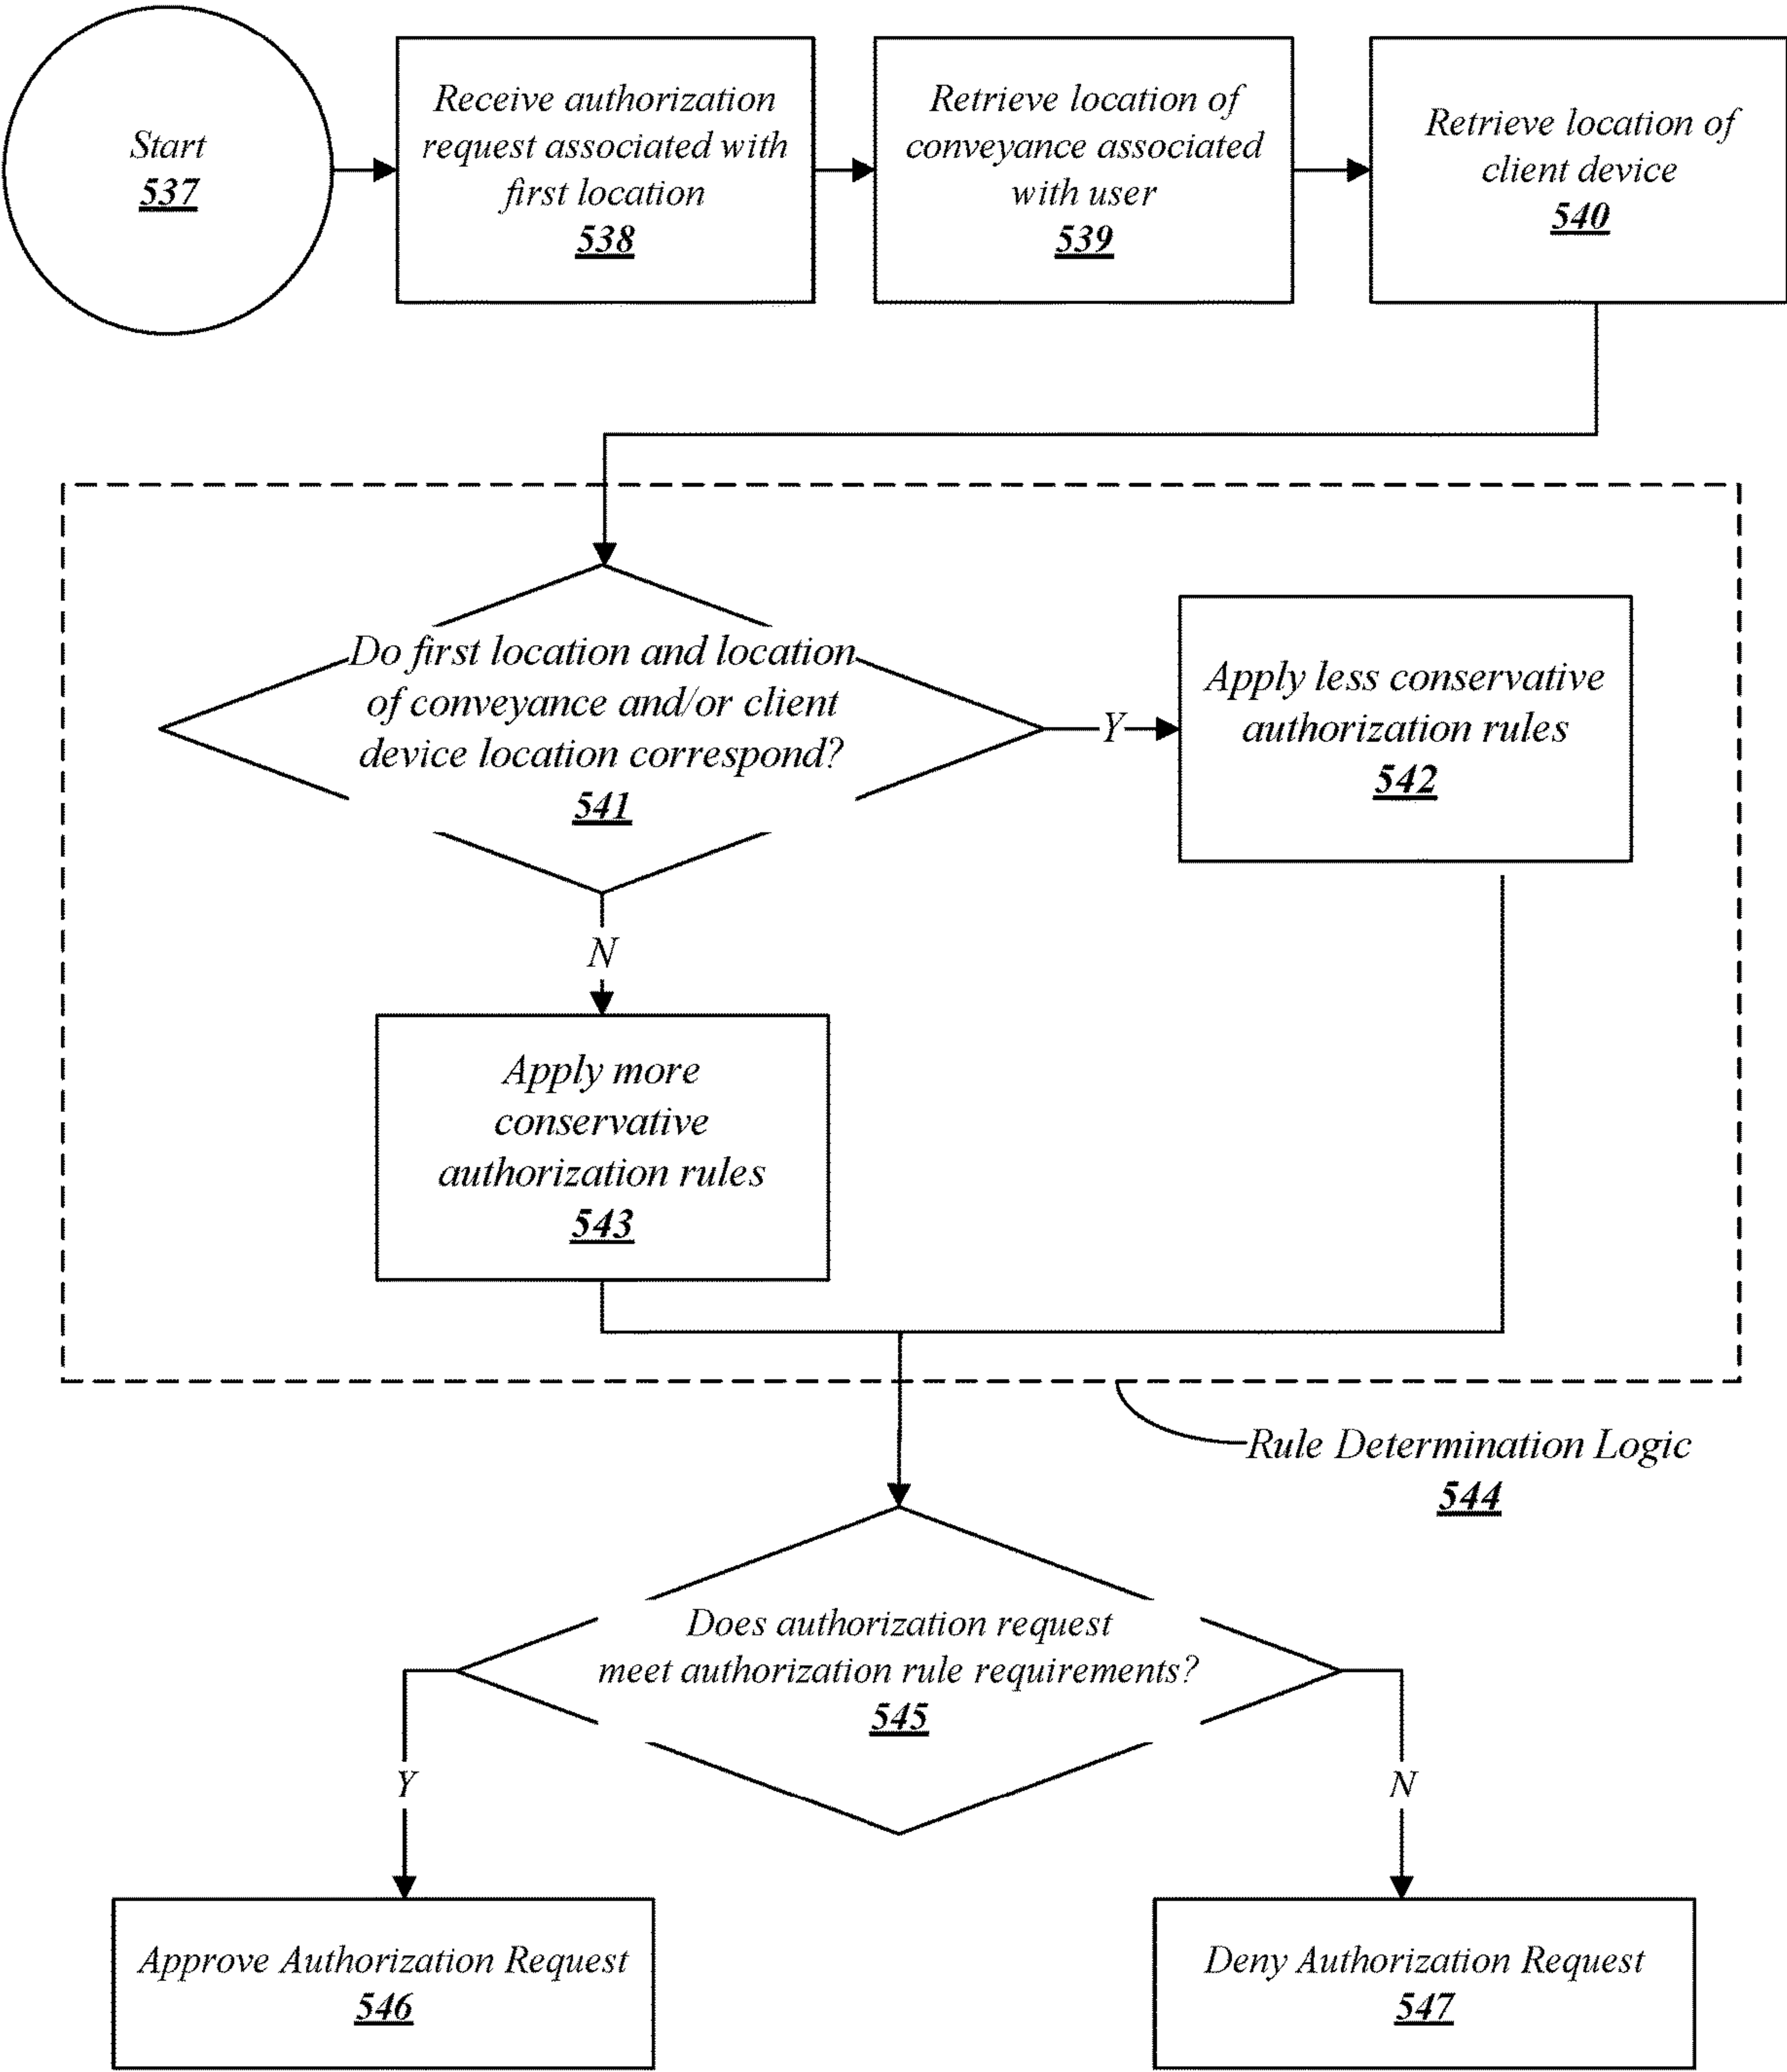 Start
537
Receive authorization
request associated with
first location
538
Retrieve location of
conveyance associated
with user
539
Retrieve location of
client device
540
Do first location and location
of conveyance and/or client
device location correspond?
541
Y
Apply less conservative
authorization rules
542
N
Apply more
conservative
authorization rules
543
Rule Determination Logic
544
Does authorization request
meet authorization rule requirements?
545
Y
N
Approve Authorization Request
546
Deny Authorization Request
547